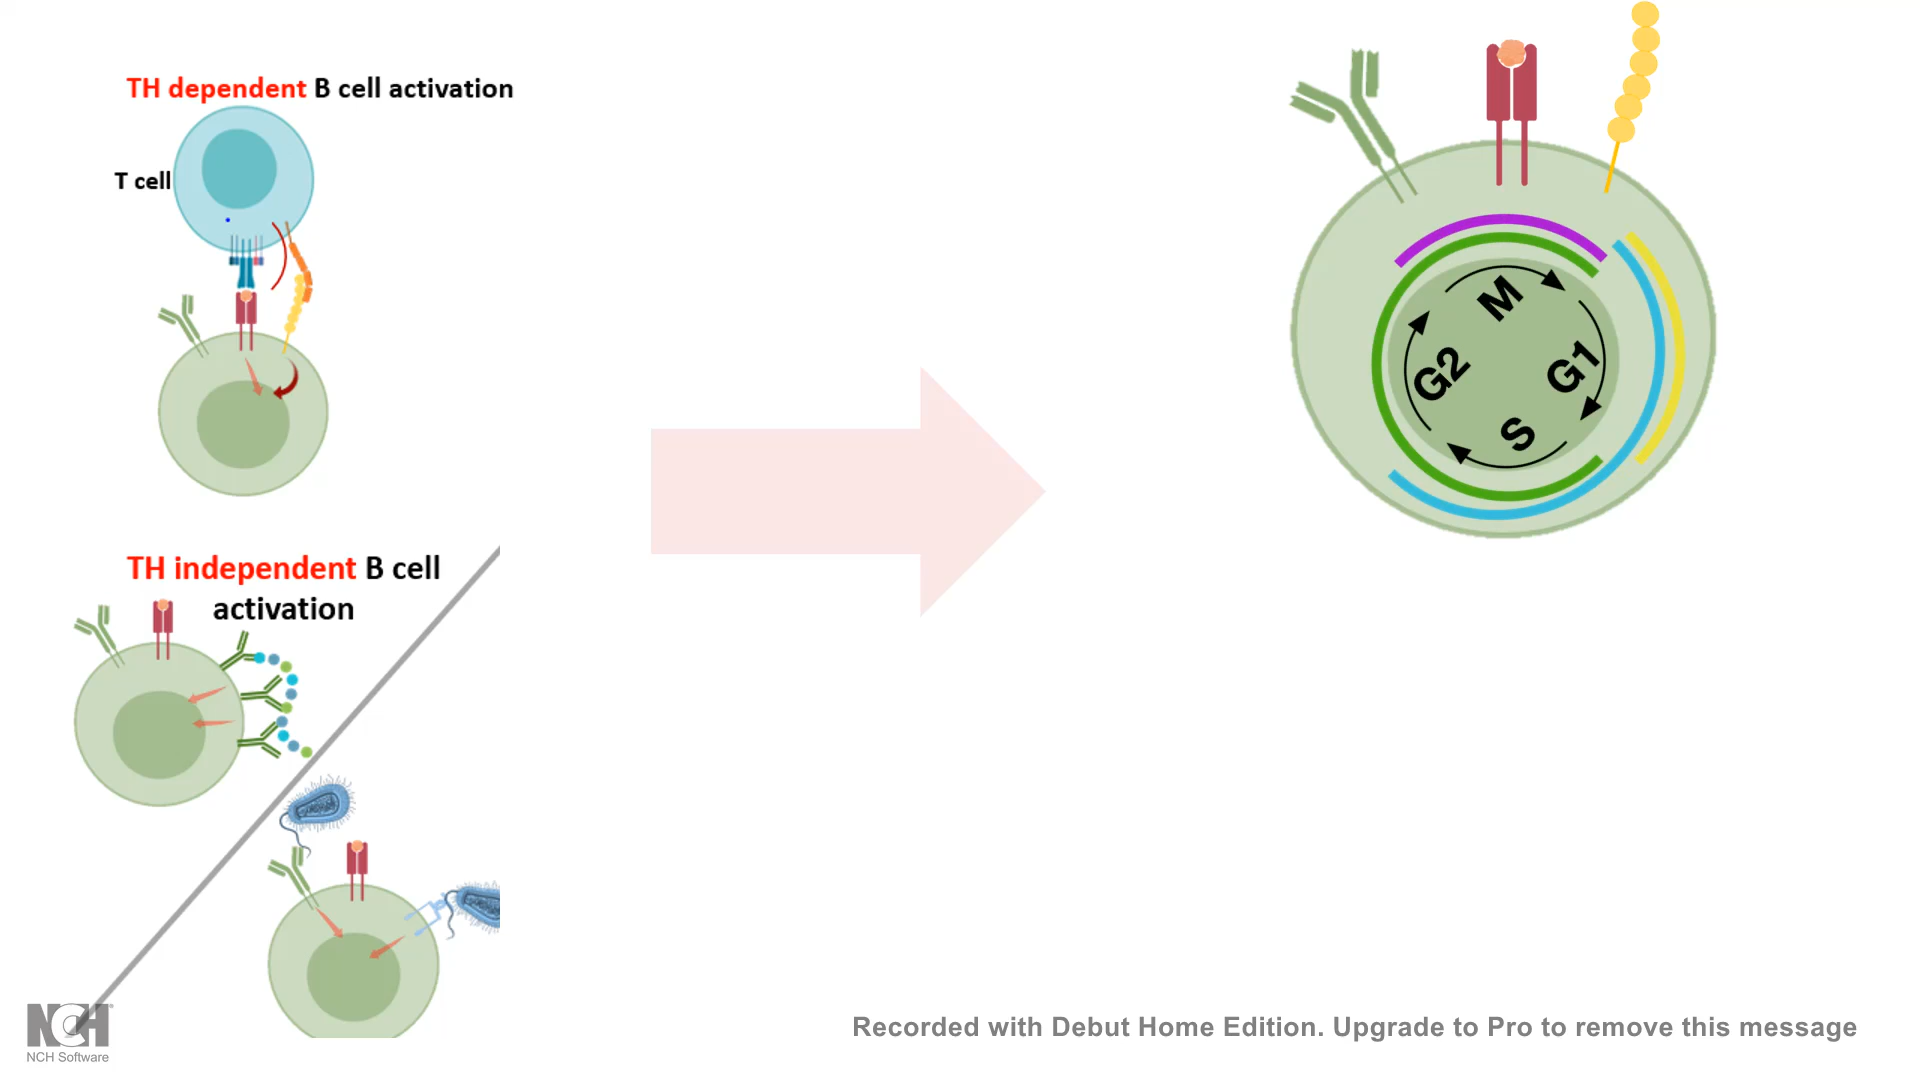 TH dependent B cell activation
T cell
TH independent B cell
activation
M
G1
S
G2
NCH
NCH Software
Recorded with Debut Home Edition. Upgrade to Pro to remove this message